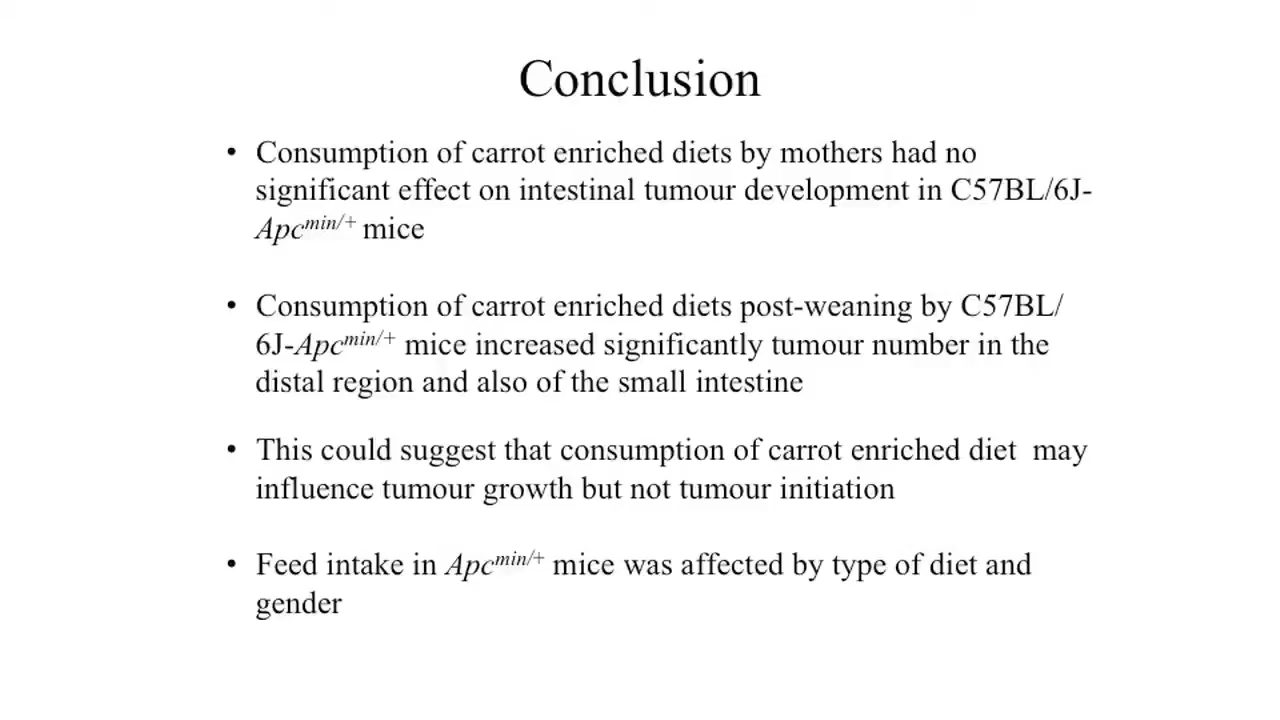 Conclusion
• Consumption of carrot enriched diets by mothers had no
significant effect on intestinal tumour development in C57BL/6J-
Apcmin/+ mice
• Consumption of carrot enriched diets post-weaning by C57BL/
6J-Apcmin/+ mice increased significantly tumour number in the
distal region and also of the small intestine
• This could suggest that consumption of carrot enriched diet  may
influence tumour growth but not tumour initiation
• Feed intake in Apcmin/+ mice was affected by type of diet and
gender